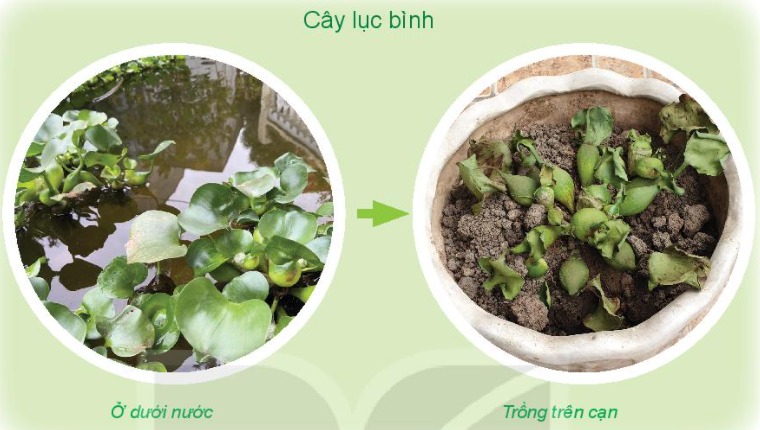 Cây lục bình
Ở dưới nước
Trồng trên cạn